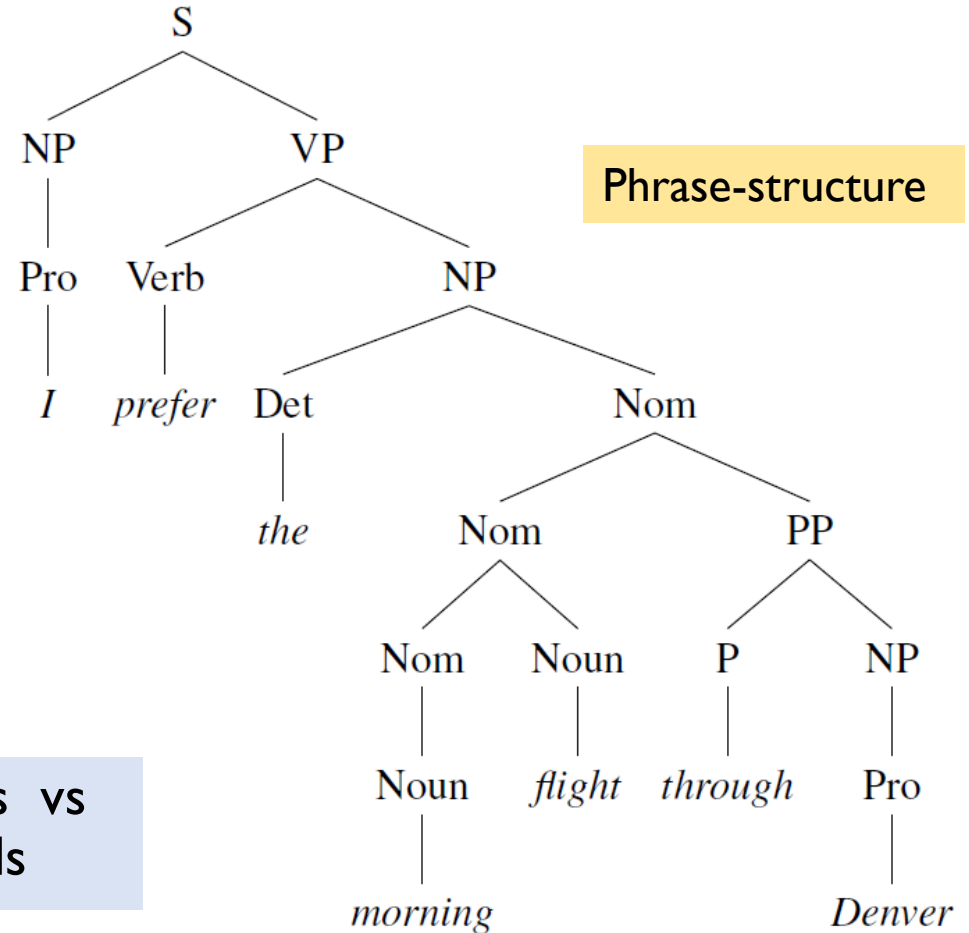 S
NP VP
Phrase-structure
Pro Verb NP
I prefer Det Nom
the Nom PP
Nom Noun P NP
s vs
Noun flight through Pro
ls
morning Denver